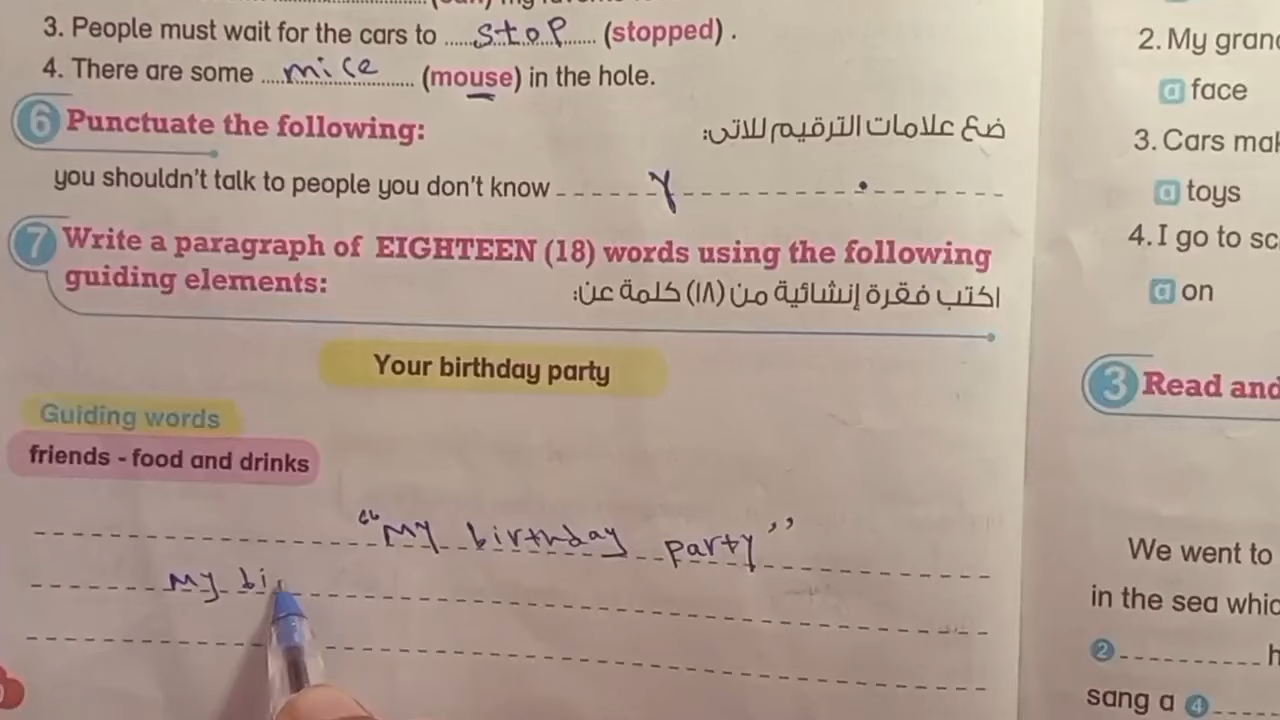 3. People must wait for the cars to stop (stopped) .
4. There are some mice (mouse) in the hole.
6 Punctuate the following:
ضع علامات الترقيم للاتى:
you shouldn't talk to people you don't know Y .
7 Write a paragraph of EIGHTEEN (18) words using the following
guiding elements:
اكتب فقرة إنشائية من (١٨) كلمة عن:
Your birthday party
Guiding words
friends - food and drinks
"My birthday party"
My bi
2. My gran
a face
3. Cars mak
a toys
4. I go to sc
a on
3 Read and
We went to
in the sea whic
2 h
sang a 4